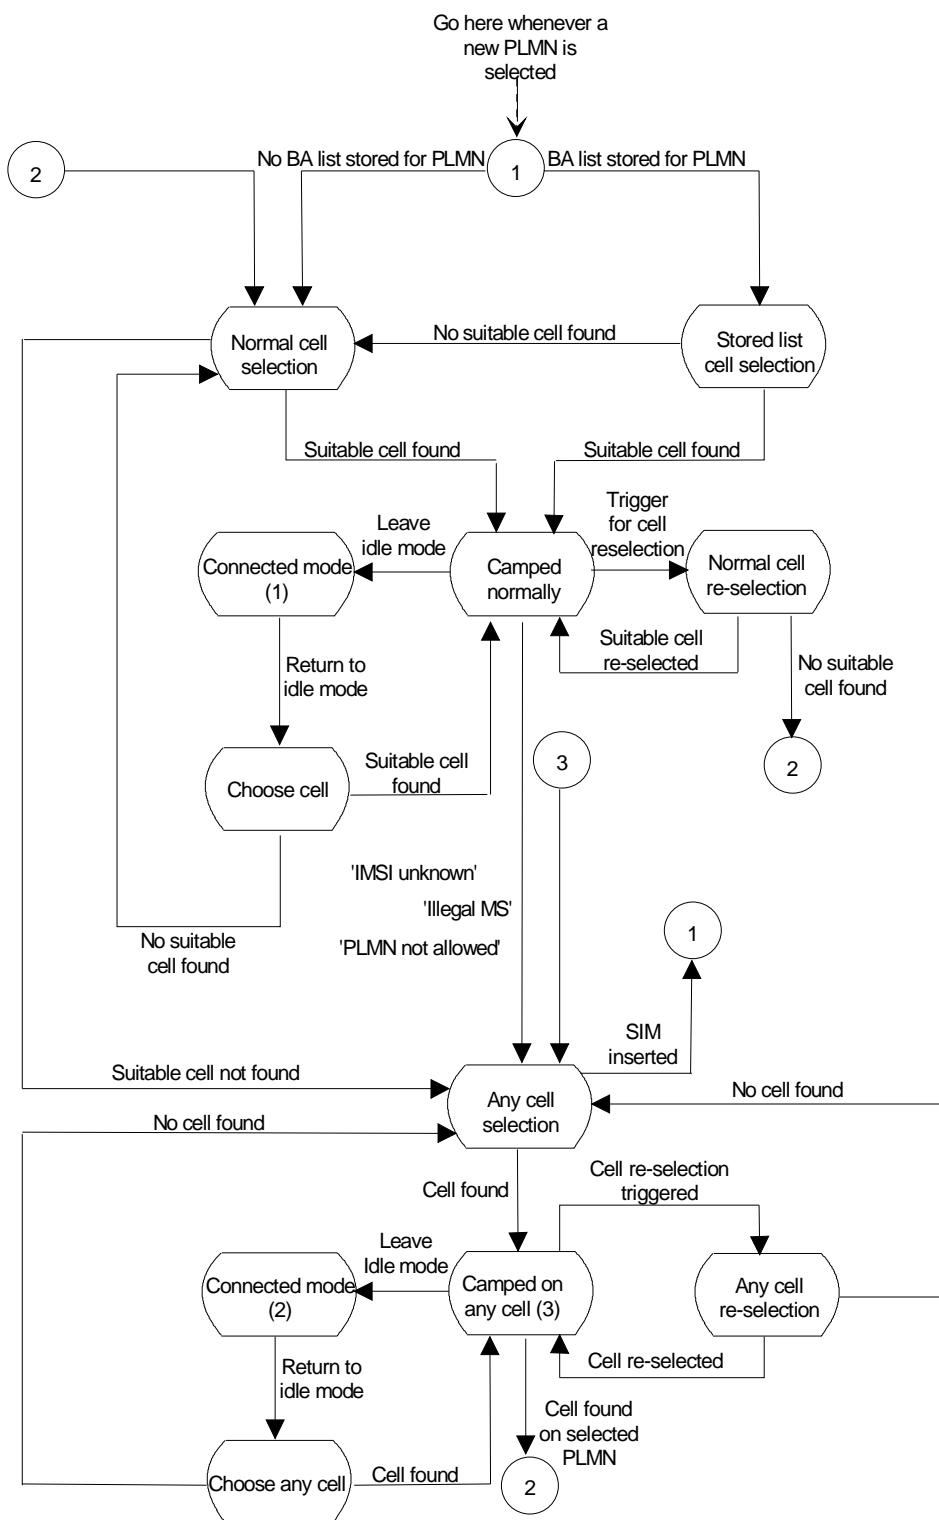 Go here whenever a
new PLMN is
selected
No BA list stored for PLMN
1
BA list stored for PLMN
2
Normal cell
selection
No suitable cell found
Stored list
cell selection
Suitable cell found
Suitable cell found
Leave
idle mode
Trigger
for cell
reselection
Connected mode
(1)
Camped
normally
Normal cell
re-selection
Suitable cell
re-selected
Return to
idle mode
No suitable
cell found
3
2
Choose cell
Suitable cell
found
'IMSI unknown'
'Illegal MS'
'PLMN not allowed'
No suitable
cell found
1
SIM
inserted
Suitable cell not found
Any cell
selection
No cell found
No cell found
Cell found
Cell re-selection
triggered
Leave
Idle mode
Connected mode
(2)
Camped on
any cell (3)
Any cell
re-selection
Return to
idle mode
Cell re-selected
Cell found
on selected
PLMN
Choose any cell
Cell found
2